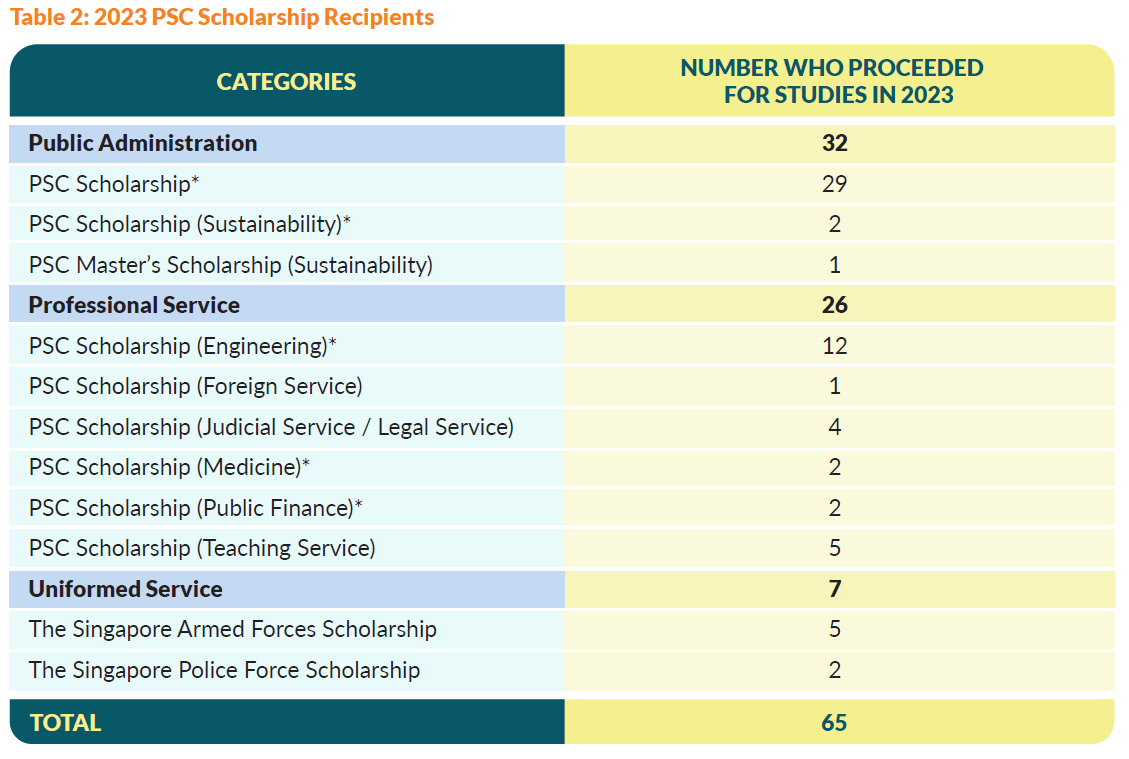 Table 2: 2023 PSC Scholarship Recipients
CATEGORIES
NUMBER WHO PROCEEDED
FOR STUDIES IN 2023
Public Administration 32
PSC Scholarship* 29
PSC Scholarship (Sustainability)* 2
PSC Master’s Scholarship (Sustainability) 1
Professional Service 26
PSC Scholarship (Engineering)* 12
PSC Scholarship (Foreign Service) 1
PSC Scholarship (Judicial Service / Legal Service) 4
PSC Scholarship (Medicine)* 2
PSC Scholarship (Public Finance)* 2
PSC Scholarship (Teaching Service) 5
Uniformed Service 7
The Singapore Armed Forces Scholarship 5
The Singapore Police Force Scholarship 2
TOTAL 65